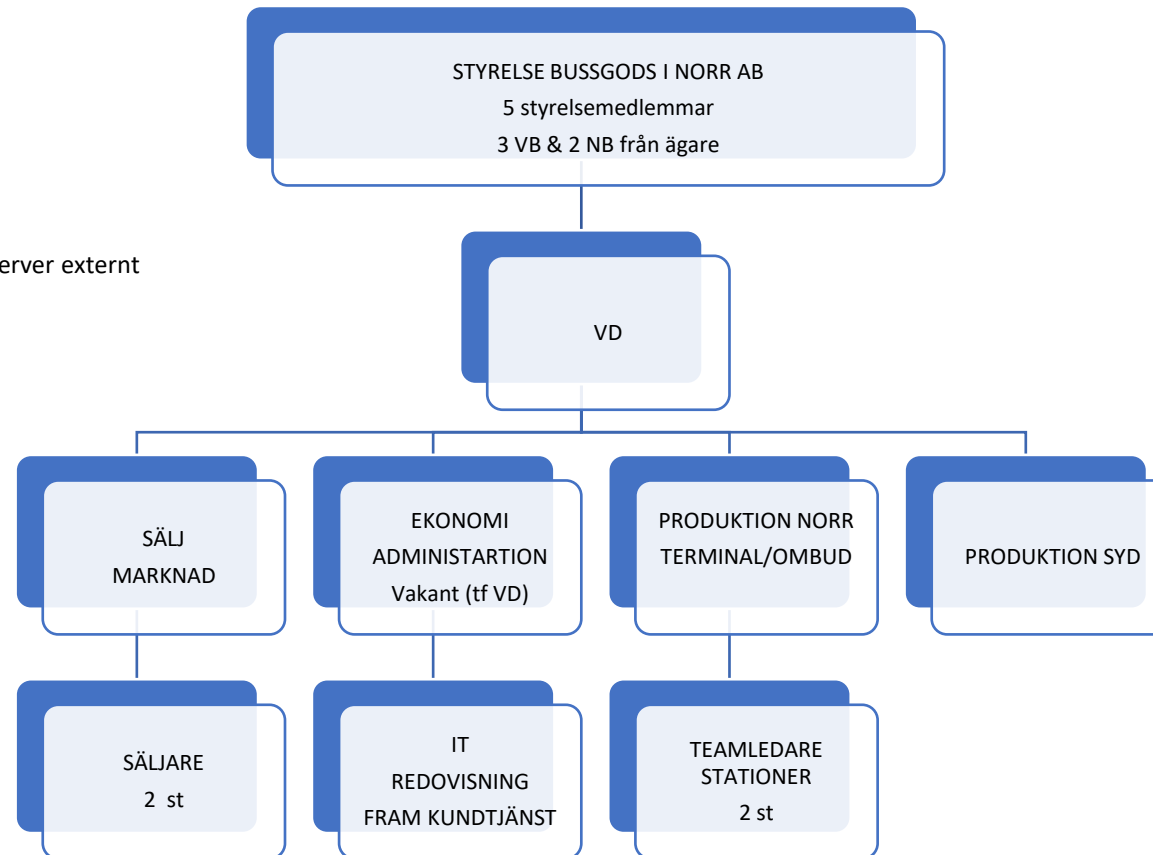 STYRELSE BUSSGODS I NORR AB
5 styrelsemedlemmar
3 VB & 2 NB från ägare
erver externt
VD
SÄLJ
MARKNAD
EKONOMI
ADMINISTARTION
Vakant (tf VD)
PRODUKTION NORR
TERMINAL/OMBUD
PRODUKTION SYD
SÄLJARE
2 st
IT
REDOVISNING
FRAM KUNDTJÄNST
TEAMLEDARE
STATIONER
2 st